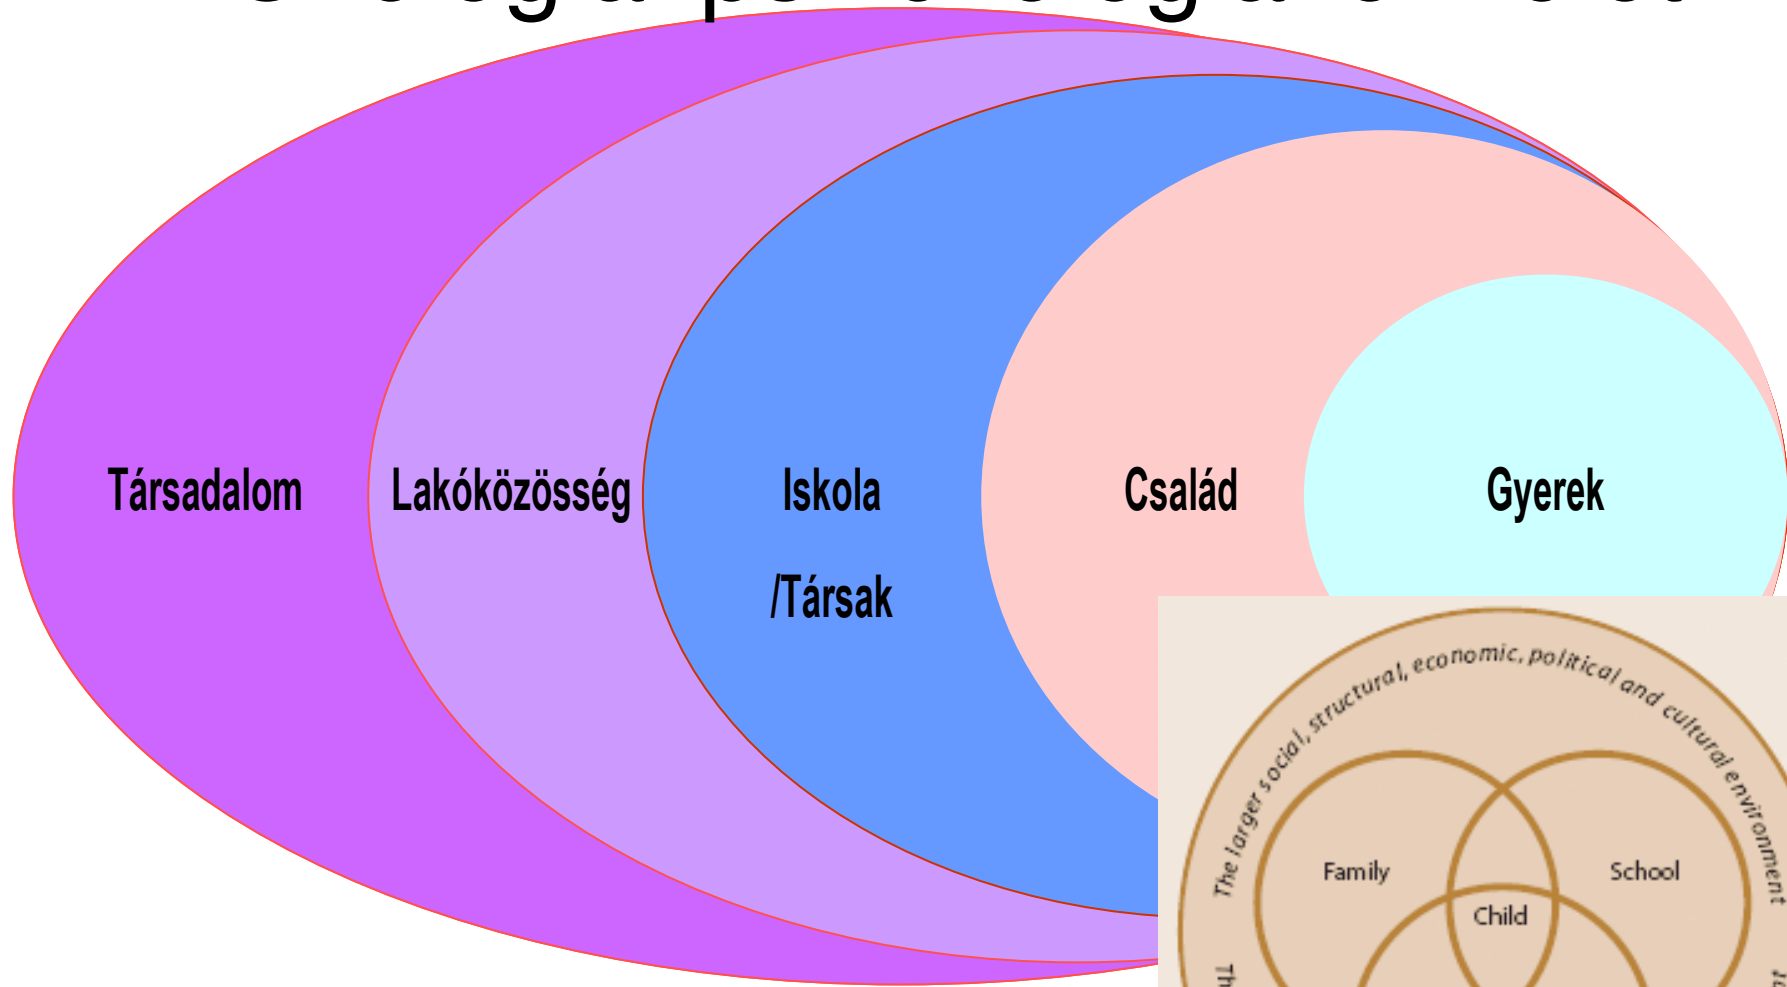 Társadalom
Lakóközösség
Iskola
/Társak
Család
Gyerek
The larger social, structural, economic, political and cultural environment
Family
School
Child